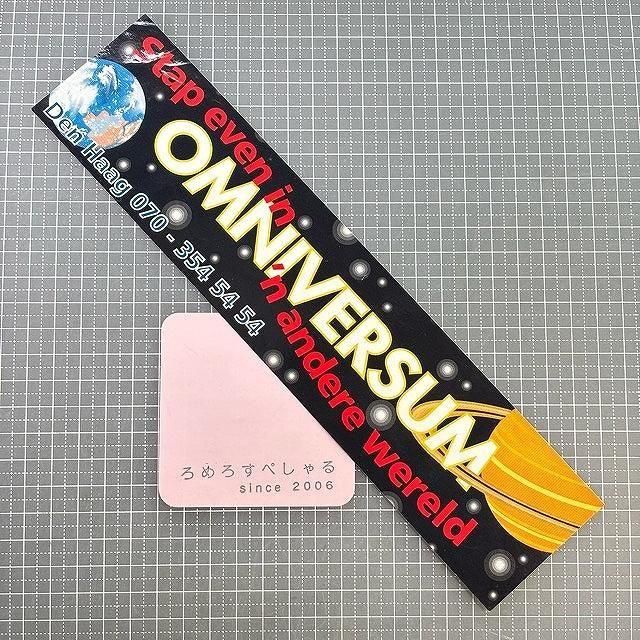 Stap even in
OMNIVERSUM
'n andere wereld
Den Haag 070 - 354 54 54
ろめろすぺしゃる
since 2006